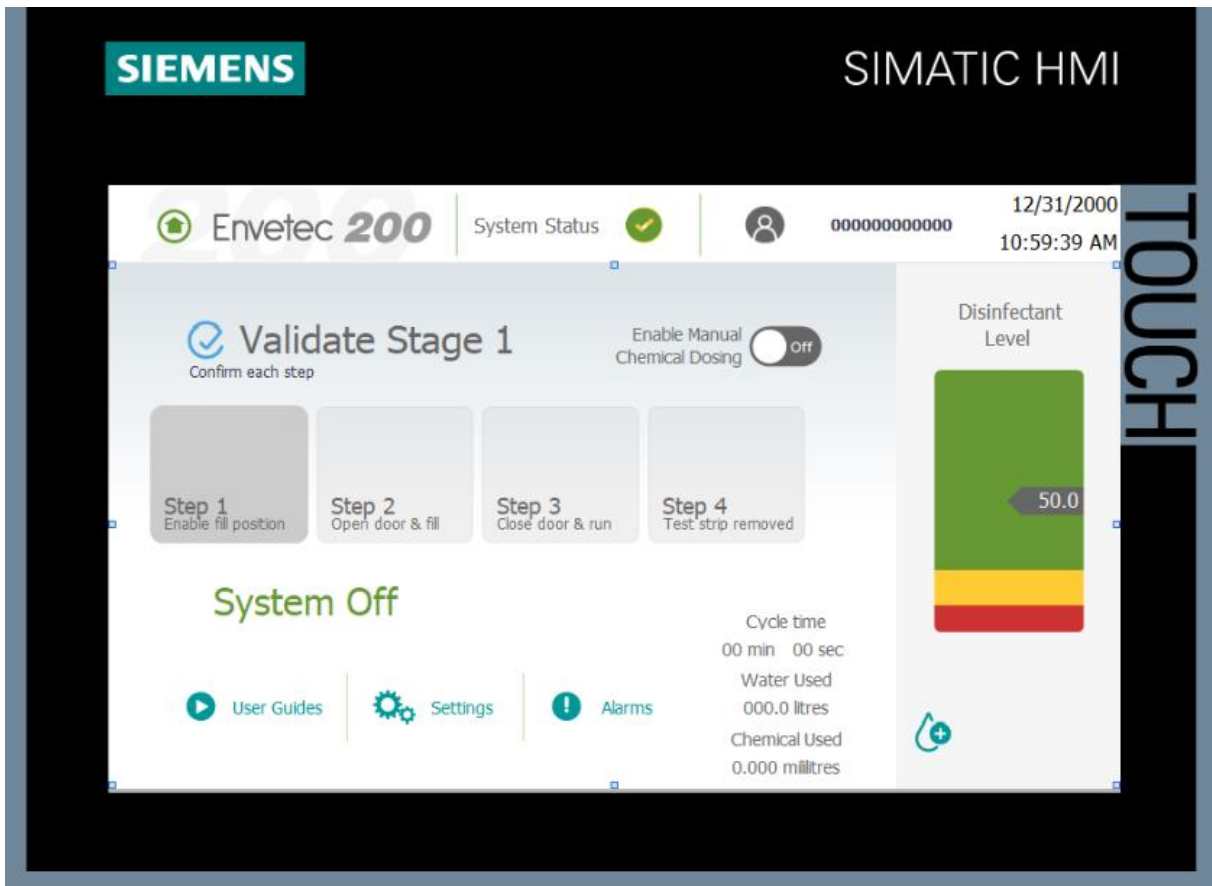 SIEMENS
SIMATIC HMI
TOUCH
Envetec 200
System Status
000000000000
12/31/2000
10:59:39 AM
Validate Stage 1
Confirm each step
Enable Manual
Chemical Dosing
Off
Disinfectant
Level
50.0
Step 1
Enable fill position
Step 2
Open door & fill
Step 3
Close door & run
Step 4
Test strip removed
System Off
Cycle time
00 min 00 sec
Water Used
000.0 litres
Chemical Used
0.000 millilitres
User Guides
Settings
Alarms